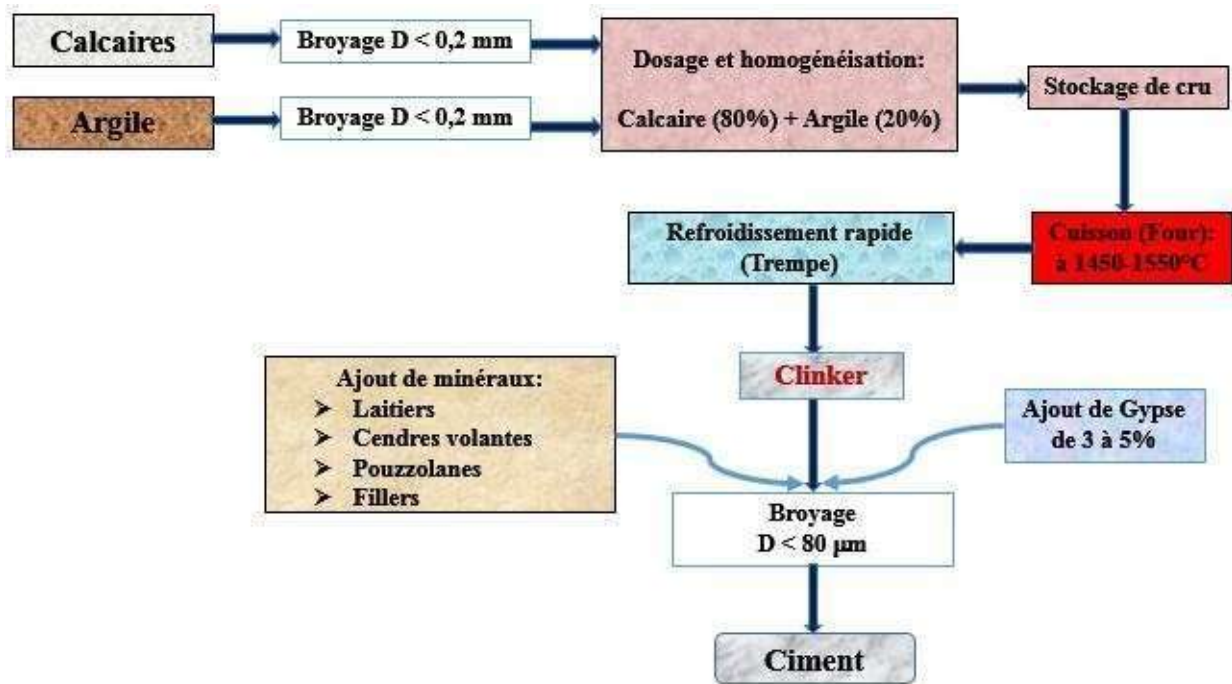 Calcaires
Broyage D < 0,2 mm
Argile
Broyage D < 0,2 mm
Dosage et homogénéisation:
Calcaire (80%) + Argile (20%)
Stockage de cru
Cuisson (Four):
à 1450-1550°C
Refroidissement rapide
(Trempe)
Clinker
Ajout de minéraux:
➤ Laitiers
➤ Cendres volantes
➤ Pouzzolanes
➤ Fillers
Ajout de Gypse
de 3 à 5%
Broyage
D < 80 µm
Ciment